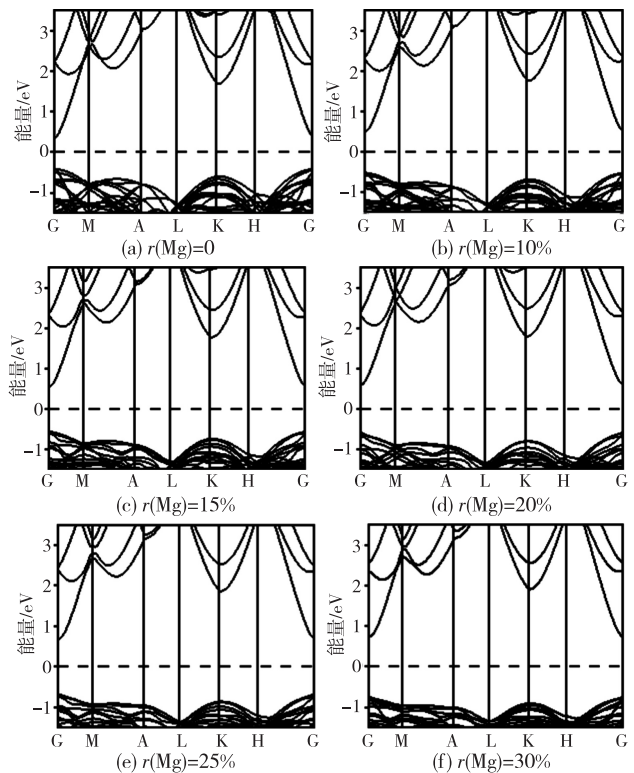 能量/eV
3
2
1
0
−1
G M A L K H G
(a) r(Mg)=0
能量/eV
3
2
1
0
−1
G M A L K H G
(b) r(Mg)=10%
能量/eV
3
2
1
0
−1
G M A L K H G
(c) r(Mg)=15%
能量/eV
3
2
1
0
−1
G M A L K H G
(d) r(Mg)=20%
能量/eV
3
2
1
0
−1
G M A L K H G
(e) r(Mg)=25%
能量/eV
3
2
1
0
−1
G M A L K H G
(f) r(Mg)=30%